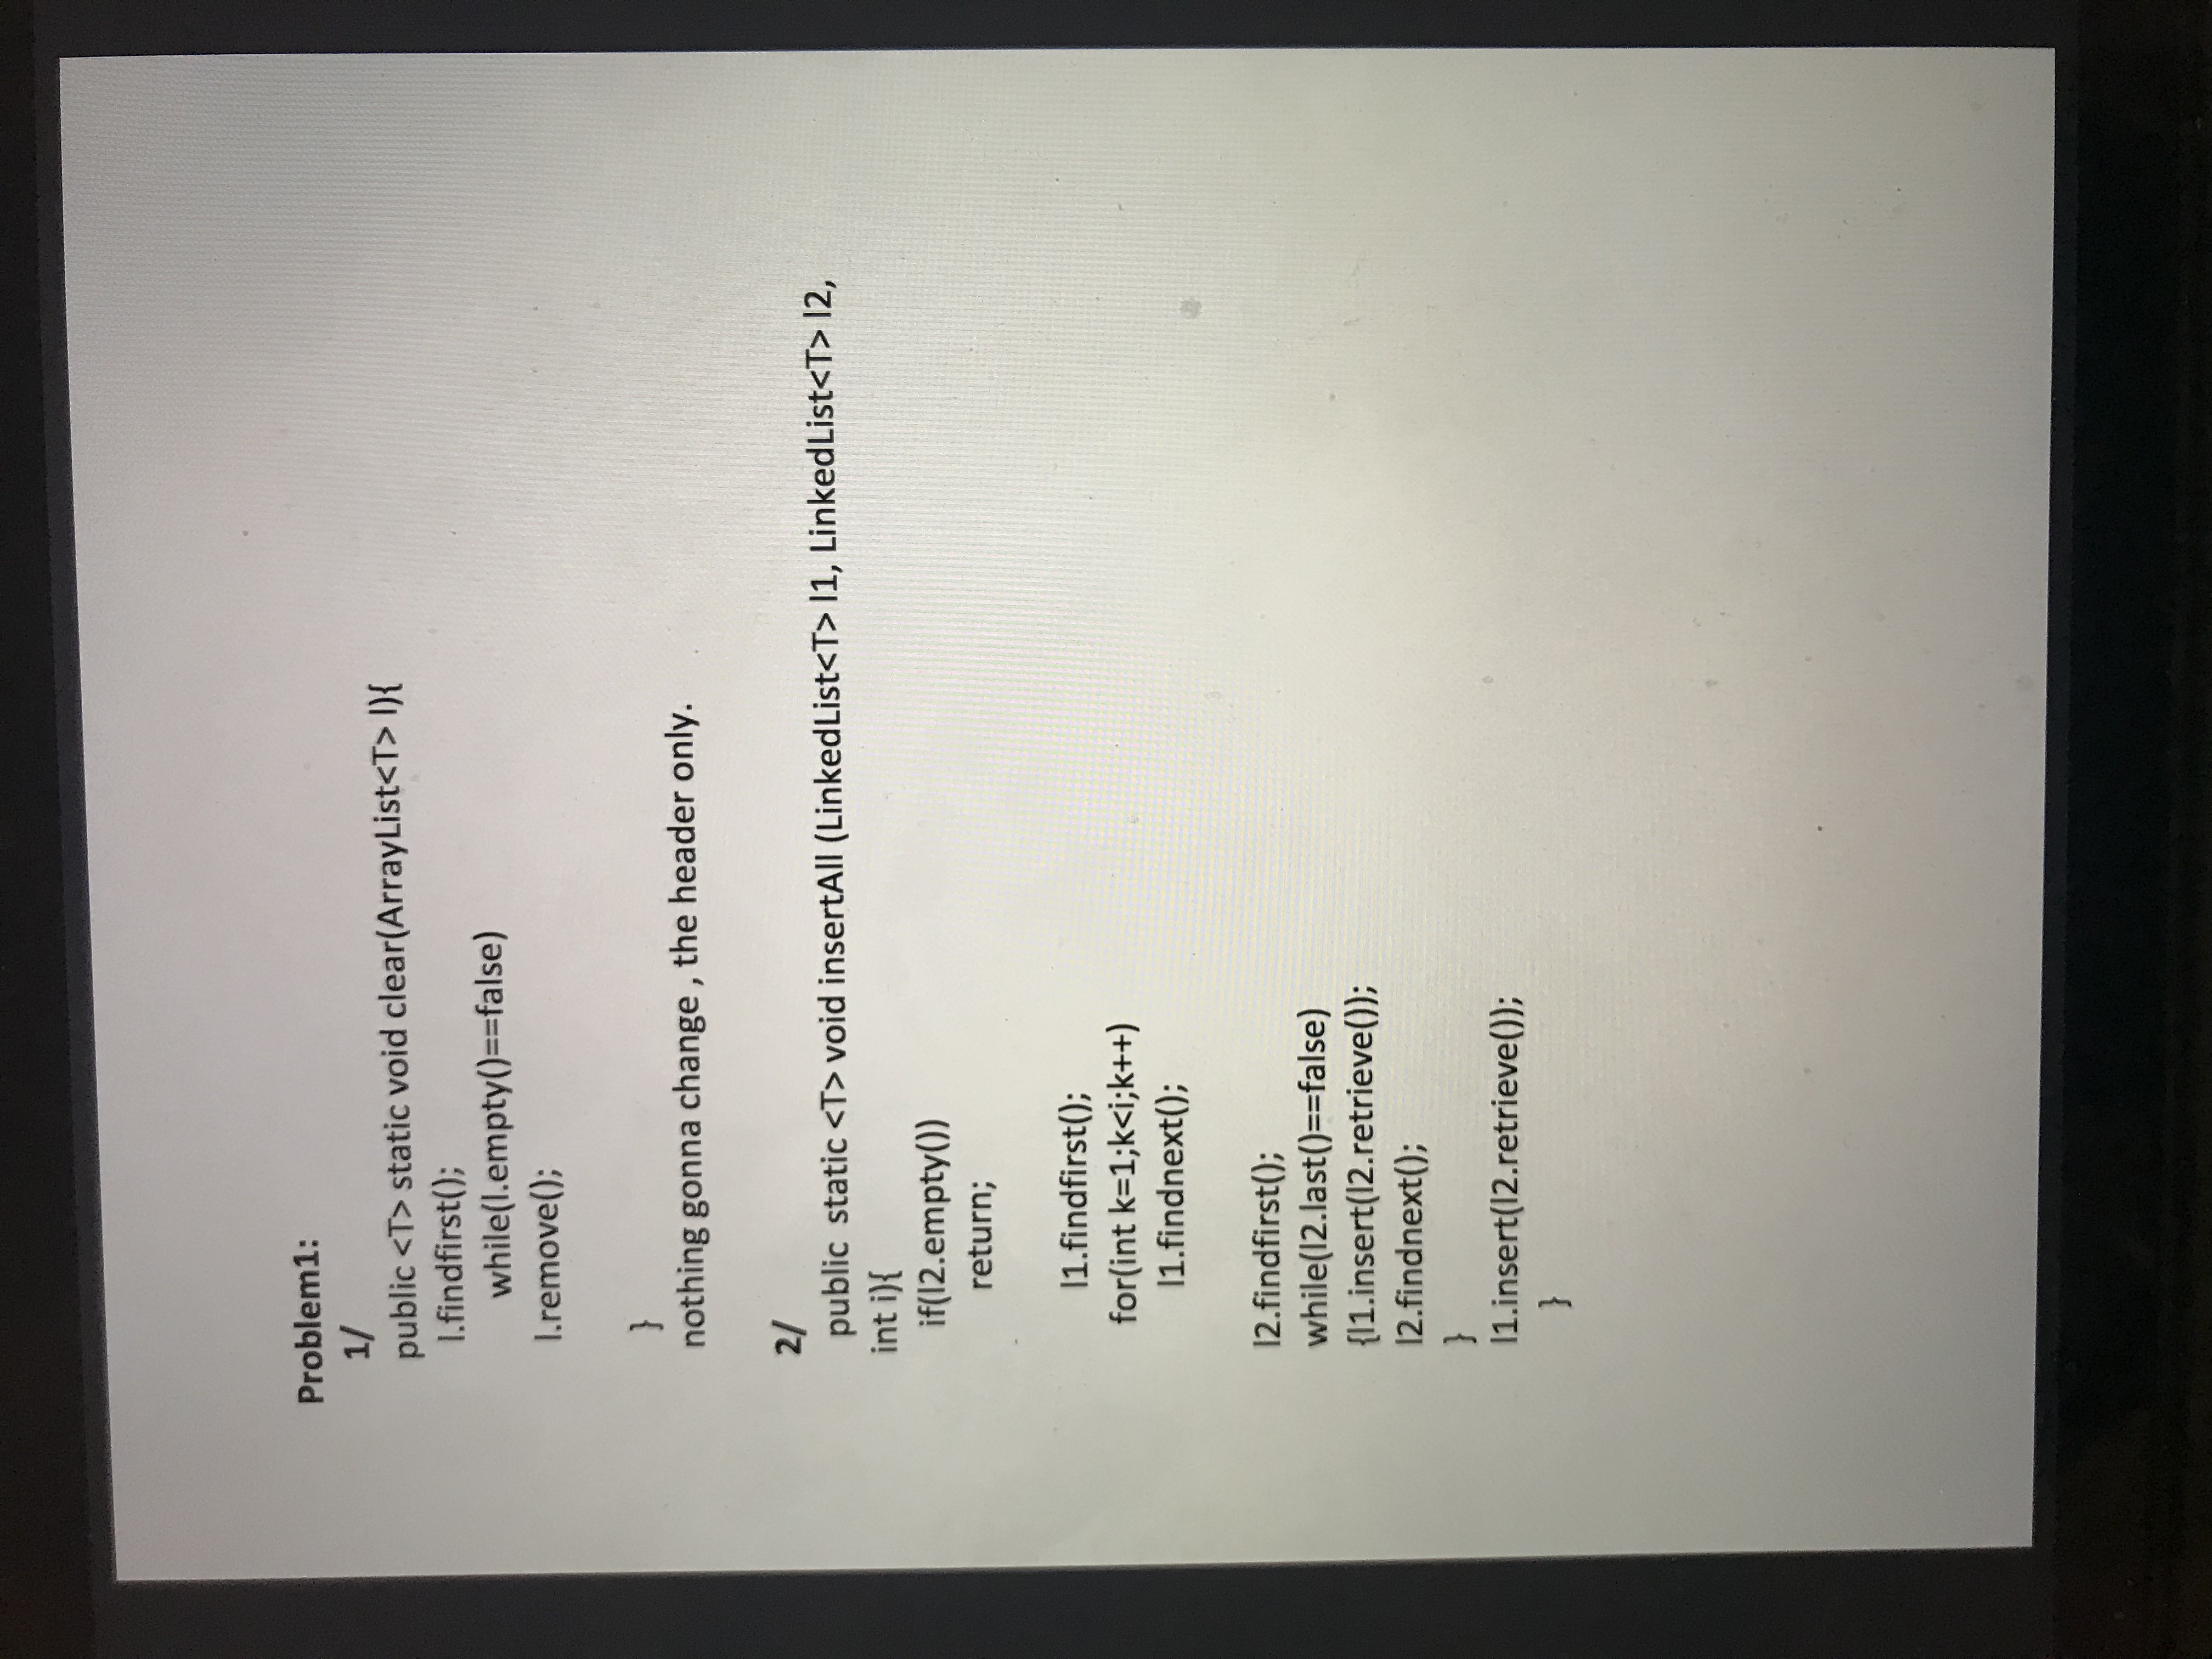 Problem1:
1/
public <T> static void clear(ArrayList<T> l){
l.findfirst();
while(l.empty()==false)
l.remove();
}
nothing gonna change , the header only.
2/
public static <T> void insertAll (LinkedList<T> l1, LinkedList<T> l2,
int i){
if(l2.empty())
return;
l1.findfirst();
for(int k=1;k<i;k++)
l1.findnext();
l2.findfirst();
while(l2.last()==false)
{l1.insert(l2.retrieve());
l2.findnext();
}
l1.insert(l2.retrieve());
}